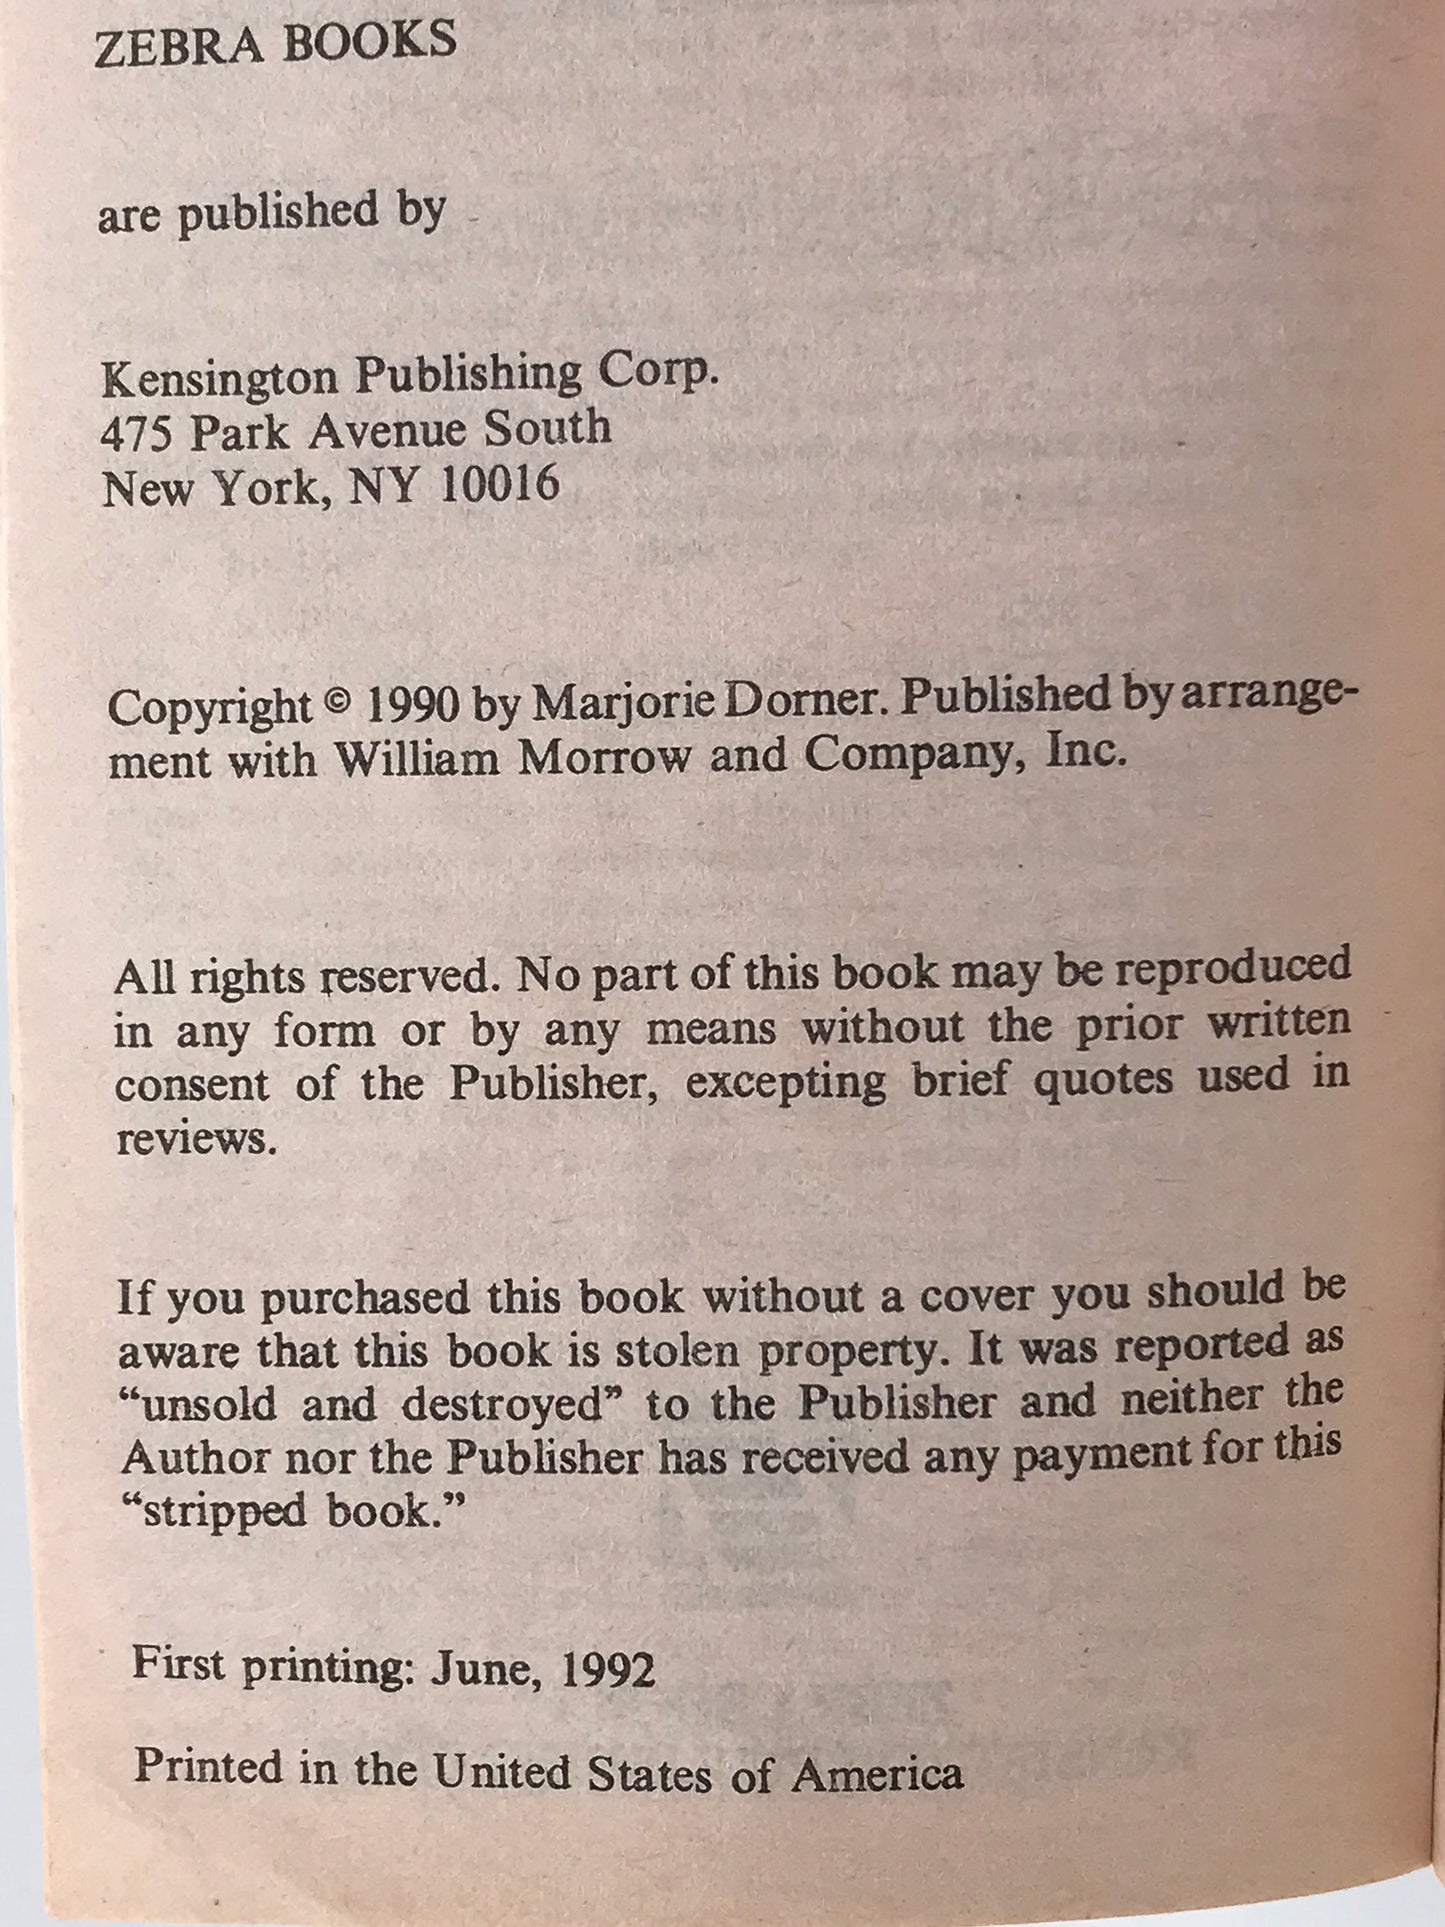 ZEBRA BOOKS
are published by
Kensington Publishing Corp.
475 Park Avenue South
New York, NY 10016
Copyright © 1990 by Marjorie Dorner. Published by arrange-
ment with William Morrow and Company, Inc.
All rights reserved. No part of this book may be reproduced
in any form or by any means without the prior written
consent of the Publisher, excepting brief quotes used in
reviews.
If you purchased this book without a cover you should be
aware that this book is stolen property. It was reported as
“unsold and destroyed” to the Publisher and neither the
Author nor the Publisher has received any payment for this
“stripped book.”
First printing: June, 1992
Printed in the United States of America